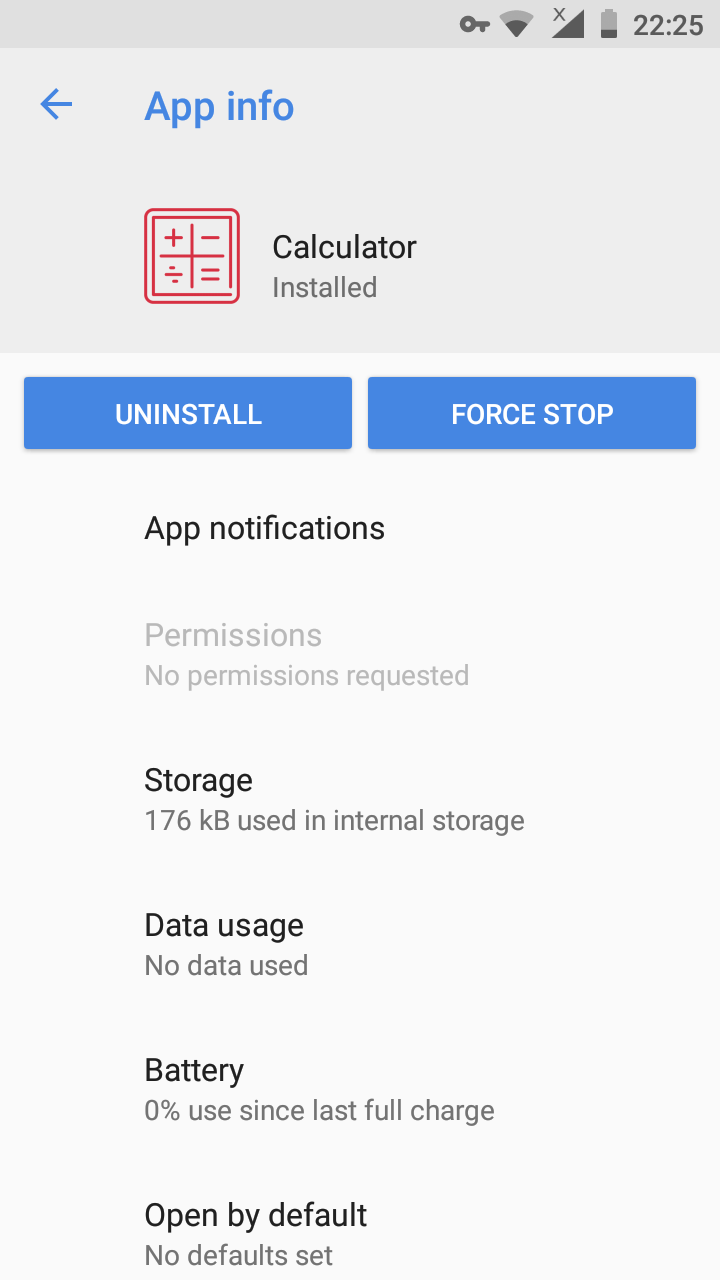 22:25
App info
Calculator
Installed
UNINSTALL
FORCE STOP
App notifications
Permissions
No permissions requested
Storage
176 kB used in internal storage
Data usage
No data used
Battery
0% use since last full charge
Open by default
No defaults set